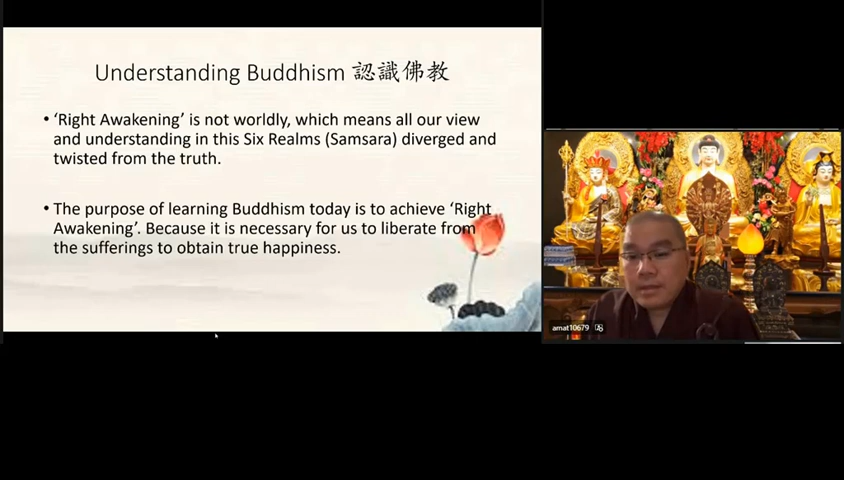 Understanding Buddhism 認識佛教
• 'Right Awakening' is not worldly, which means all our view
and understanding in this Six Realms (Samsara) diverged and
twisted from the truth.
• The purpose of learning Buddhism today is to achieve 'Right
Awakening'. Because it is necessary for us to liberate from
the sufferings to obtain true happiness.
amat10679